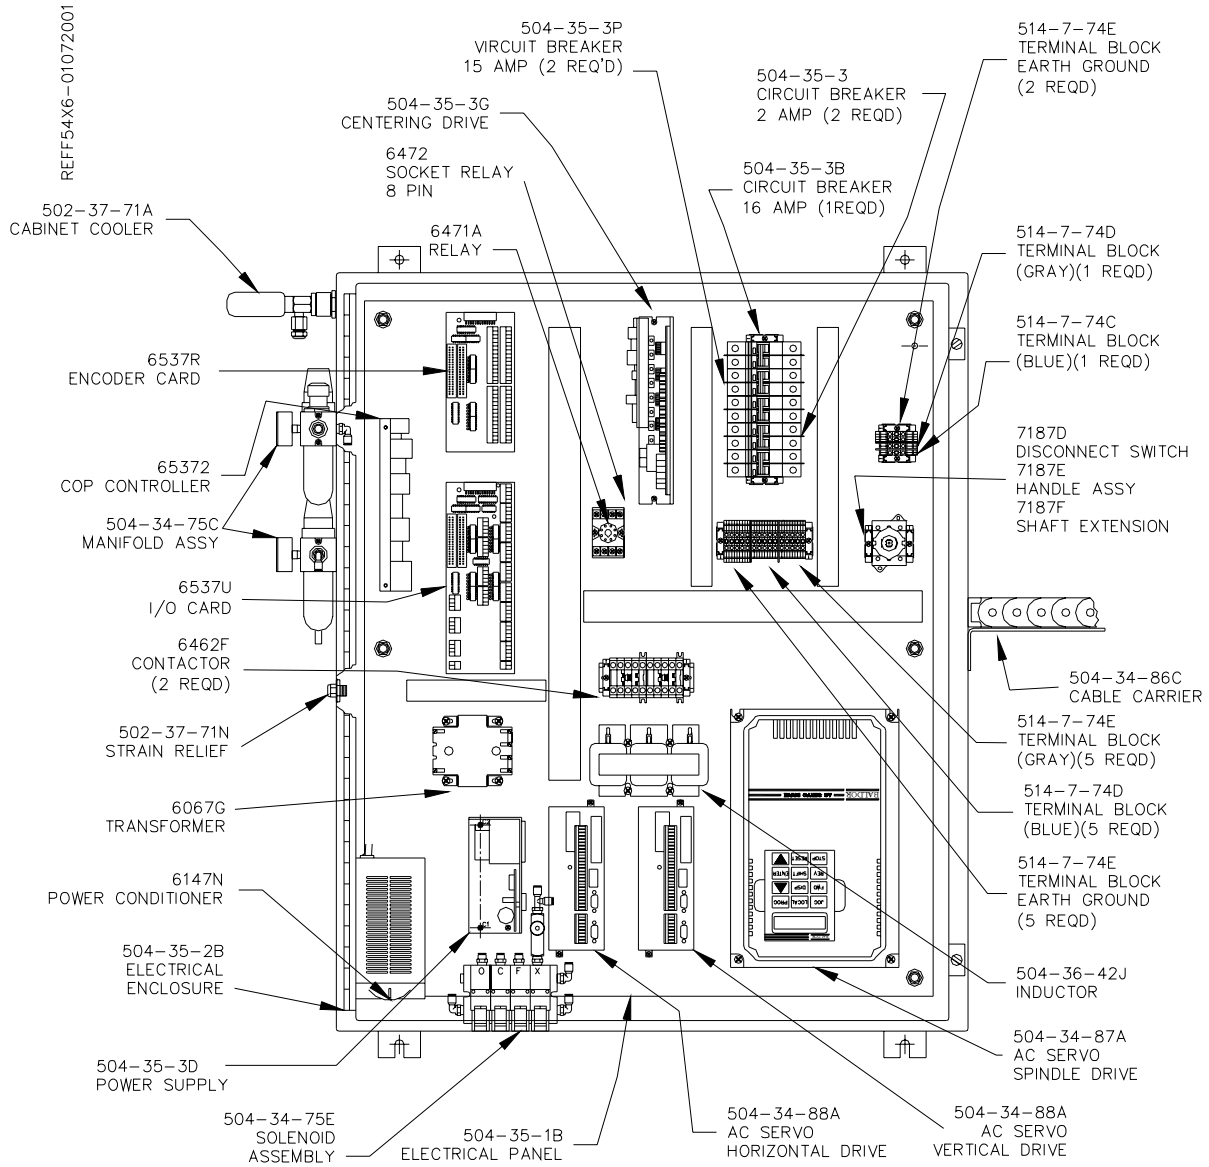 REFF54X6-01072001
504-35-3P
VIRCUIT BREAKER
15 AMP (2 REQ'D)
514-7-74E
TERMINAL BLOCK
EARTH GROUND
(2 REQD)
504-35-3
CIRCUIT BREAKER
2 AMP (2 REQD)
504-35-3G
CENTERING DRIVE
6472
SOCKET RELAY
8 PIN
504-35-3B
CIRCUIT BREAKER
16 AMP (1REQD)
502-37-71A
CABINET COOLER
6471A
RELAY
514-7-74D
TERMINAL BLOCK
(GRAY)(1 REQD)
514-7-74C
TERMINAL BLOCK
(BLUE)(1 REQD)
6537R
ENCODER CARD
7187D
DISCONNECT SWITCH
7187E
HANDLE ASSY
7187F
SHAFT EXTENSION
65372
COP CONTROLLER
504-34-75C
MANIFOLD ASSY
6537U
I/O CARD
6462F
CONTACTOR
(2 REQD)
504-34-86C
CABLE CARRIER
502-37-71N
STRAIN RELIEF
514-7-74E
TERMINAL BLOCK
(GRAY)(5 REQD)
514-7-74D
TERMINAL BLOCK
(BLUE)(5 REQD)
6067G
TRANSFORMER
BALDOR
AC SERVO DRIVE
STOP RESET
REV SHIFT ENTER
FWD DISP
JOG LOCAL PROG
514-7-74E
TERMINAL BLOCK
EARTH GROUND
(5 REQD)
6147N
POWER CONDITIONER
C1
504-35-2B
ELECTRICAL
ENCLOSURE
O C F X
504-36-42J
INDUCTOR
504-34-87A
AC SERVO
SPINDLE DRIVE
504-35-3D
POWER SUPPLY
504-34-75E
SOLENOID
ASSEMBLY
504-35-1B
ELECTRICAL PANEL
504-34-88A
AC SERVO
HORIZONTAL DRIVE
504-34-88A
AC SERVO
VERTICAL DRIVE